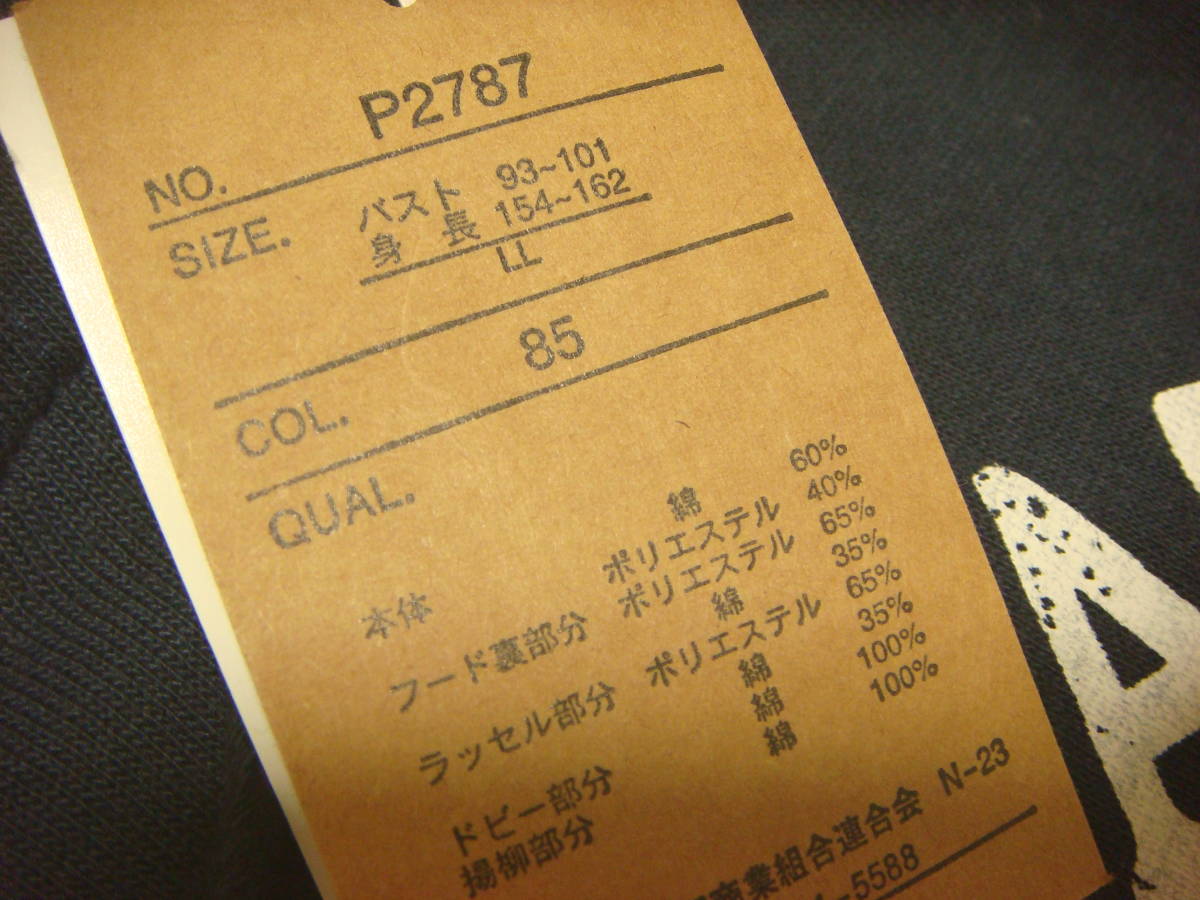 NO. P2787
SIZE. バスト 93~101
身 長 154~162
LL
COL. 85
QUAL.
本体 綿 60%
ポリエステル 40%
フード裏部分 ポリエステル 65%
綿 35%
ラッセル部分 ポリエステル 65%
綿 35%
ドビー部分 綿 100%
揚柳部分 綿 100%
商業組合連合会 N-23
-5588
A